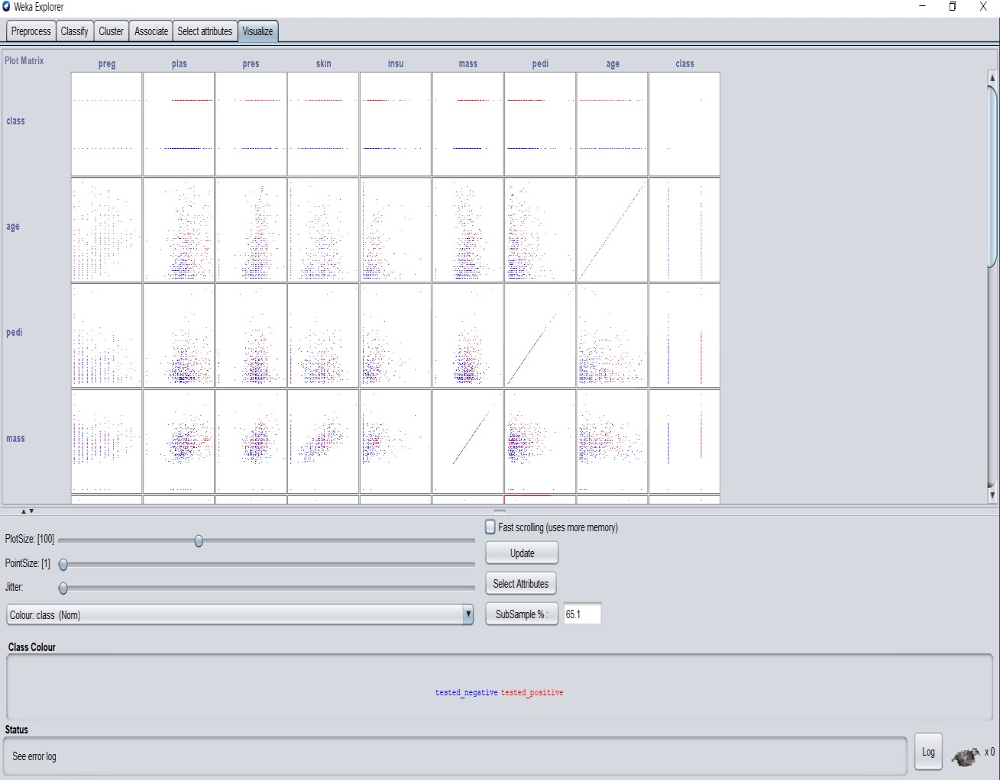 Weka Explorer
Preprocess Classify Cluster Associate Select attributes Visualize
Plot Matrix preg plas pres skin insu mass pedi age class
class
age
pedi
mass
PlotSize: [100]
PointSize: [1]
Jitter:
Colour: class (Nom)
Fast scrolling (uses more memory)
Update
Select Attributes
SubSample % : 65.1
Class Colour
tested_negative tested_positive
Status
See error log
Log x 0